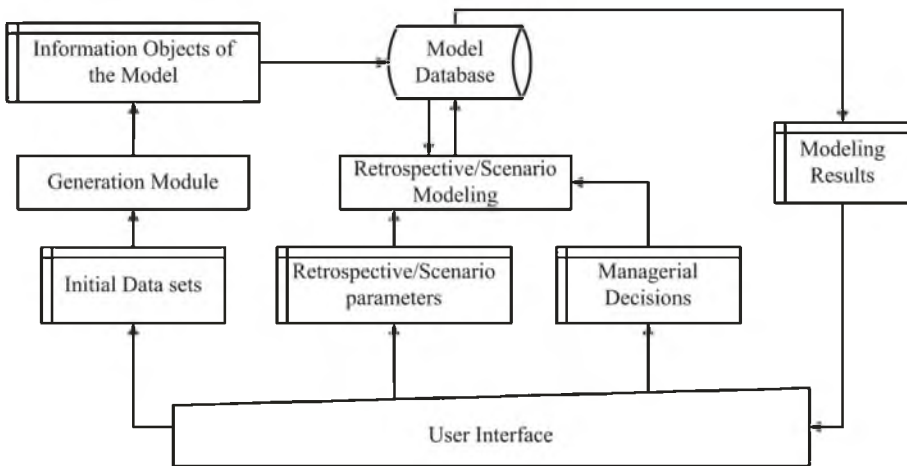 Information Objects of
the Model
Model
Database
Modeling
Results
Generation Module
Retrospective/Scenario
Modeling
Initial Data sets
Retrospective/Scenario
parameters
Managerial
Decisions
User Interface